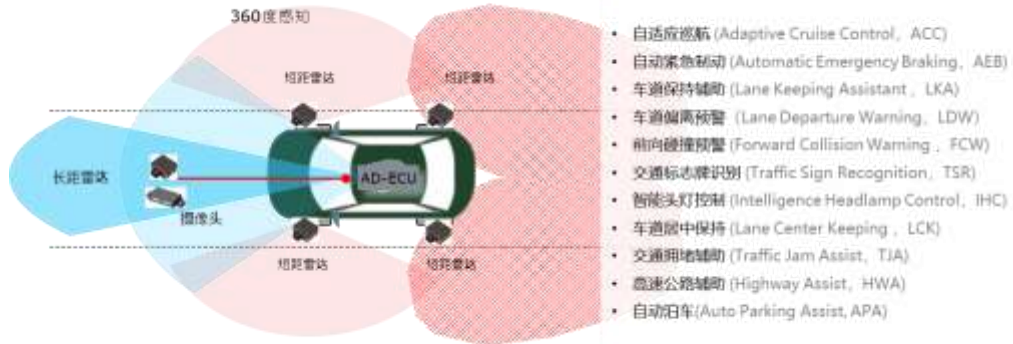 360度感知
短距雷达
短距雷达
长距雷达
摄像头
AD-ECU
短距雷达
短距雷达
• 自适应巡航 (Adaptive Cruise Control, ACC)
• 自动紧急制动 (Automatic Emergency Braking, AEB)
• 车道保持辅助 (Lane Keeping Assistant , LKA)
• 车道偏离预警 (Lane Departure Warning, LDW)
• 前向碰撞预警 (Forward Collision Warning , FCW)
• 交通标志牌识别 (Traffic Sign Recognition, TSR)
• 智能头灯控制 (Intelligence Headlamp Control, IHC)
• 车道居中保持 (Lane Center Keeping , LCK)
• 交通拥堵辅助 (Traffic Jam Assist, TJA)
• 高速公路辅助 (Highway Assist, HWA)
• 自动泊车(Auto Parking Assist, APA)